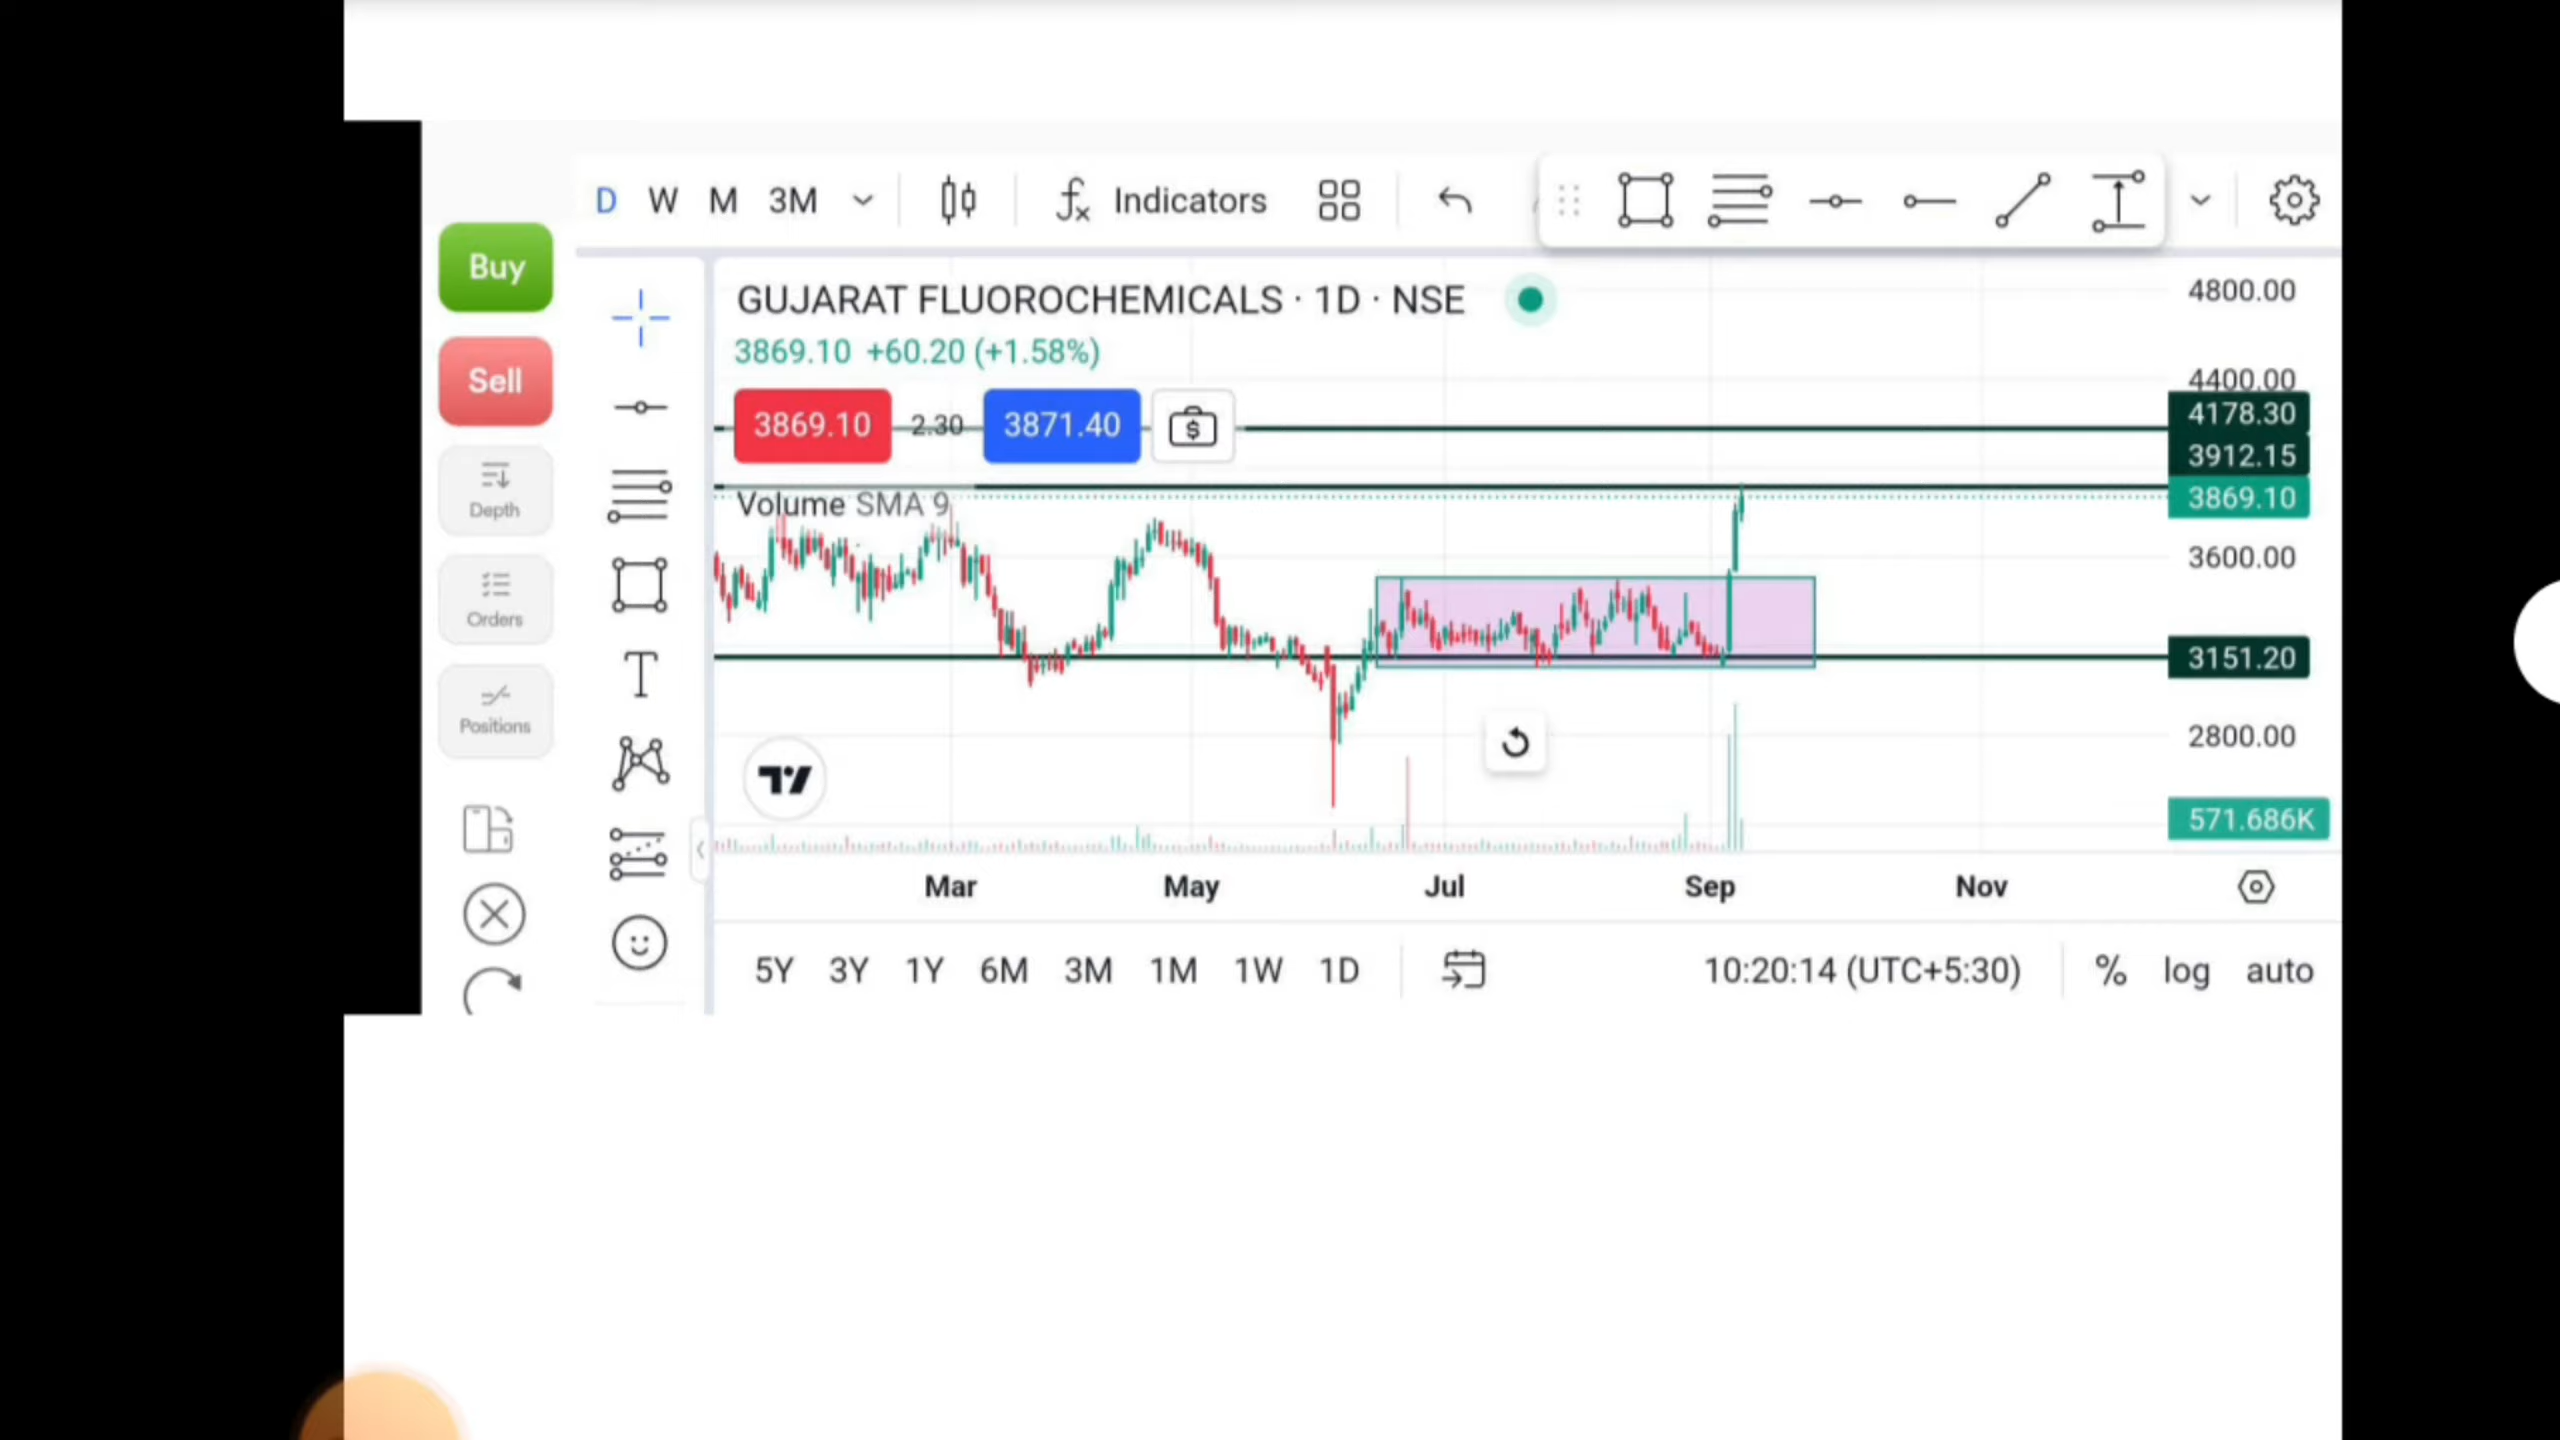 D W M 3M Indicators
Buy
Sell
Depth
Orders
Positions
T
GUJARAT FLUOROCHEMICALS · 1D · NSE
3869.10 +60.20 (+1.58%)
3869.10 2.30 3871.40 $
Volume SMA 9
4800.00
4400.00
4178.30
3912.15
3869.10
3600.00
3151.20
2800.00
571.686K
Mar May Jul Sep Nov
5Y 3Y 1Y 6M 3M 1M 1W 1D 10:20:14 (UTC+5:30) % log auto